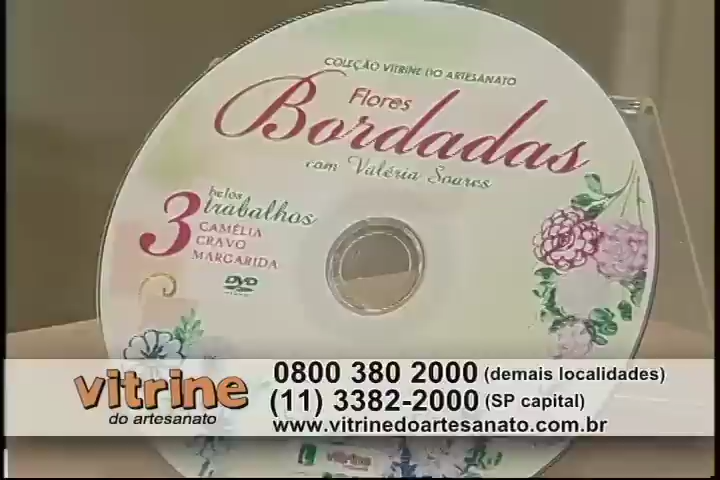 COLEÇÃO VITRINE DO ARTESANATO
Flores
Bordadas
com Valéria Soares
3 belos trabalhos
CAMÉLIA
CRAVO
MARGARIDA
DVD
vitrine
do artesanato
0800 380 2000 (demais localidades)
(11) 3382-2000 (SP capital)
www.vitrinedoartesanato.com.br
vitrine